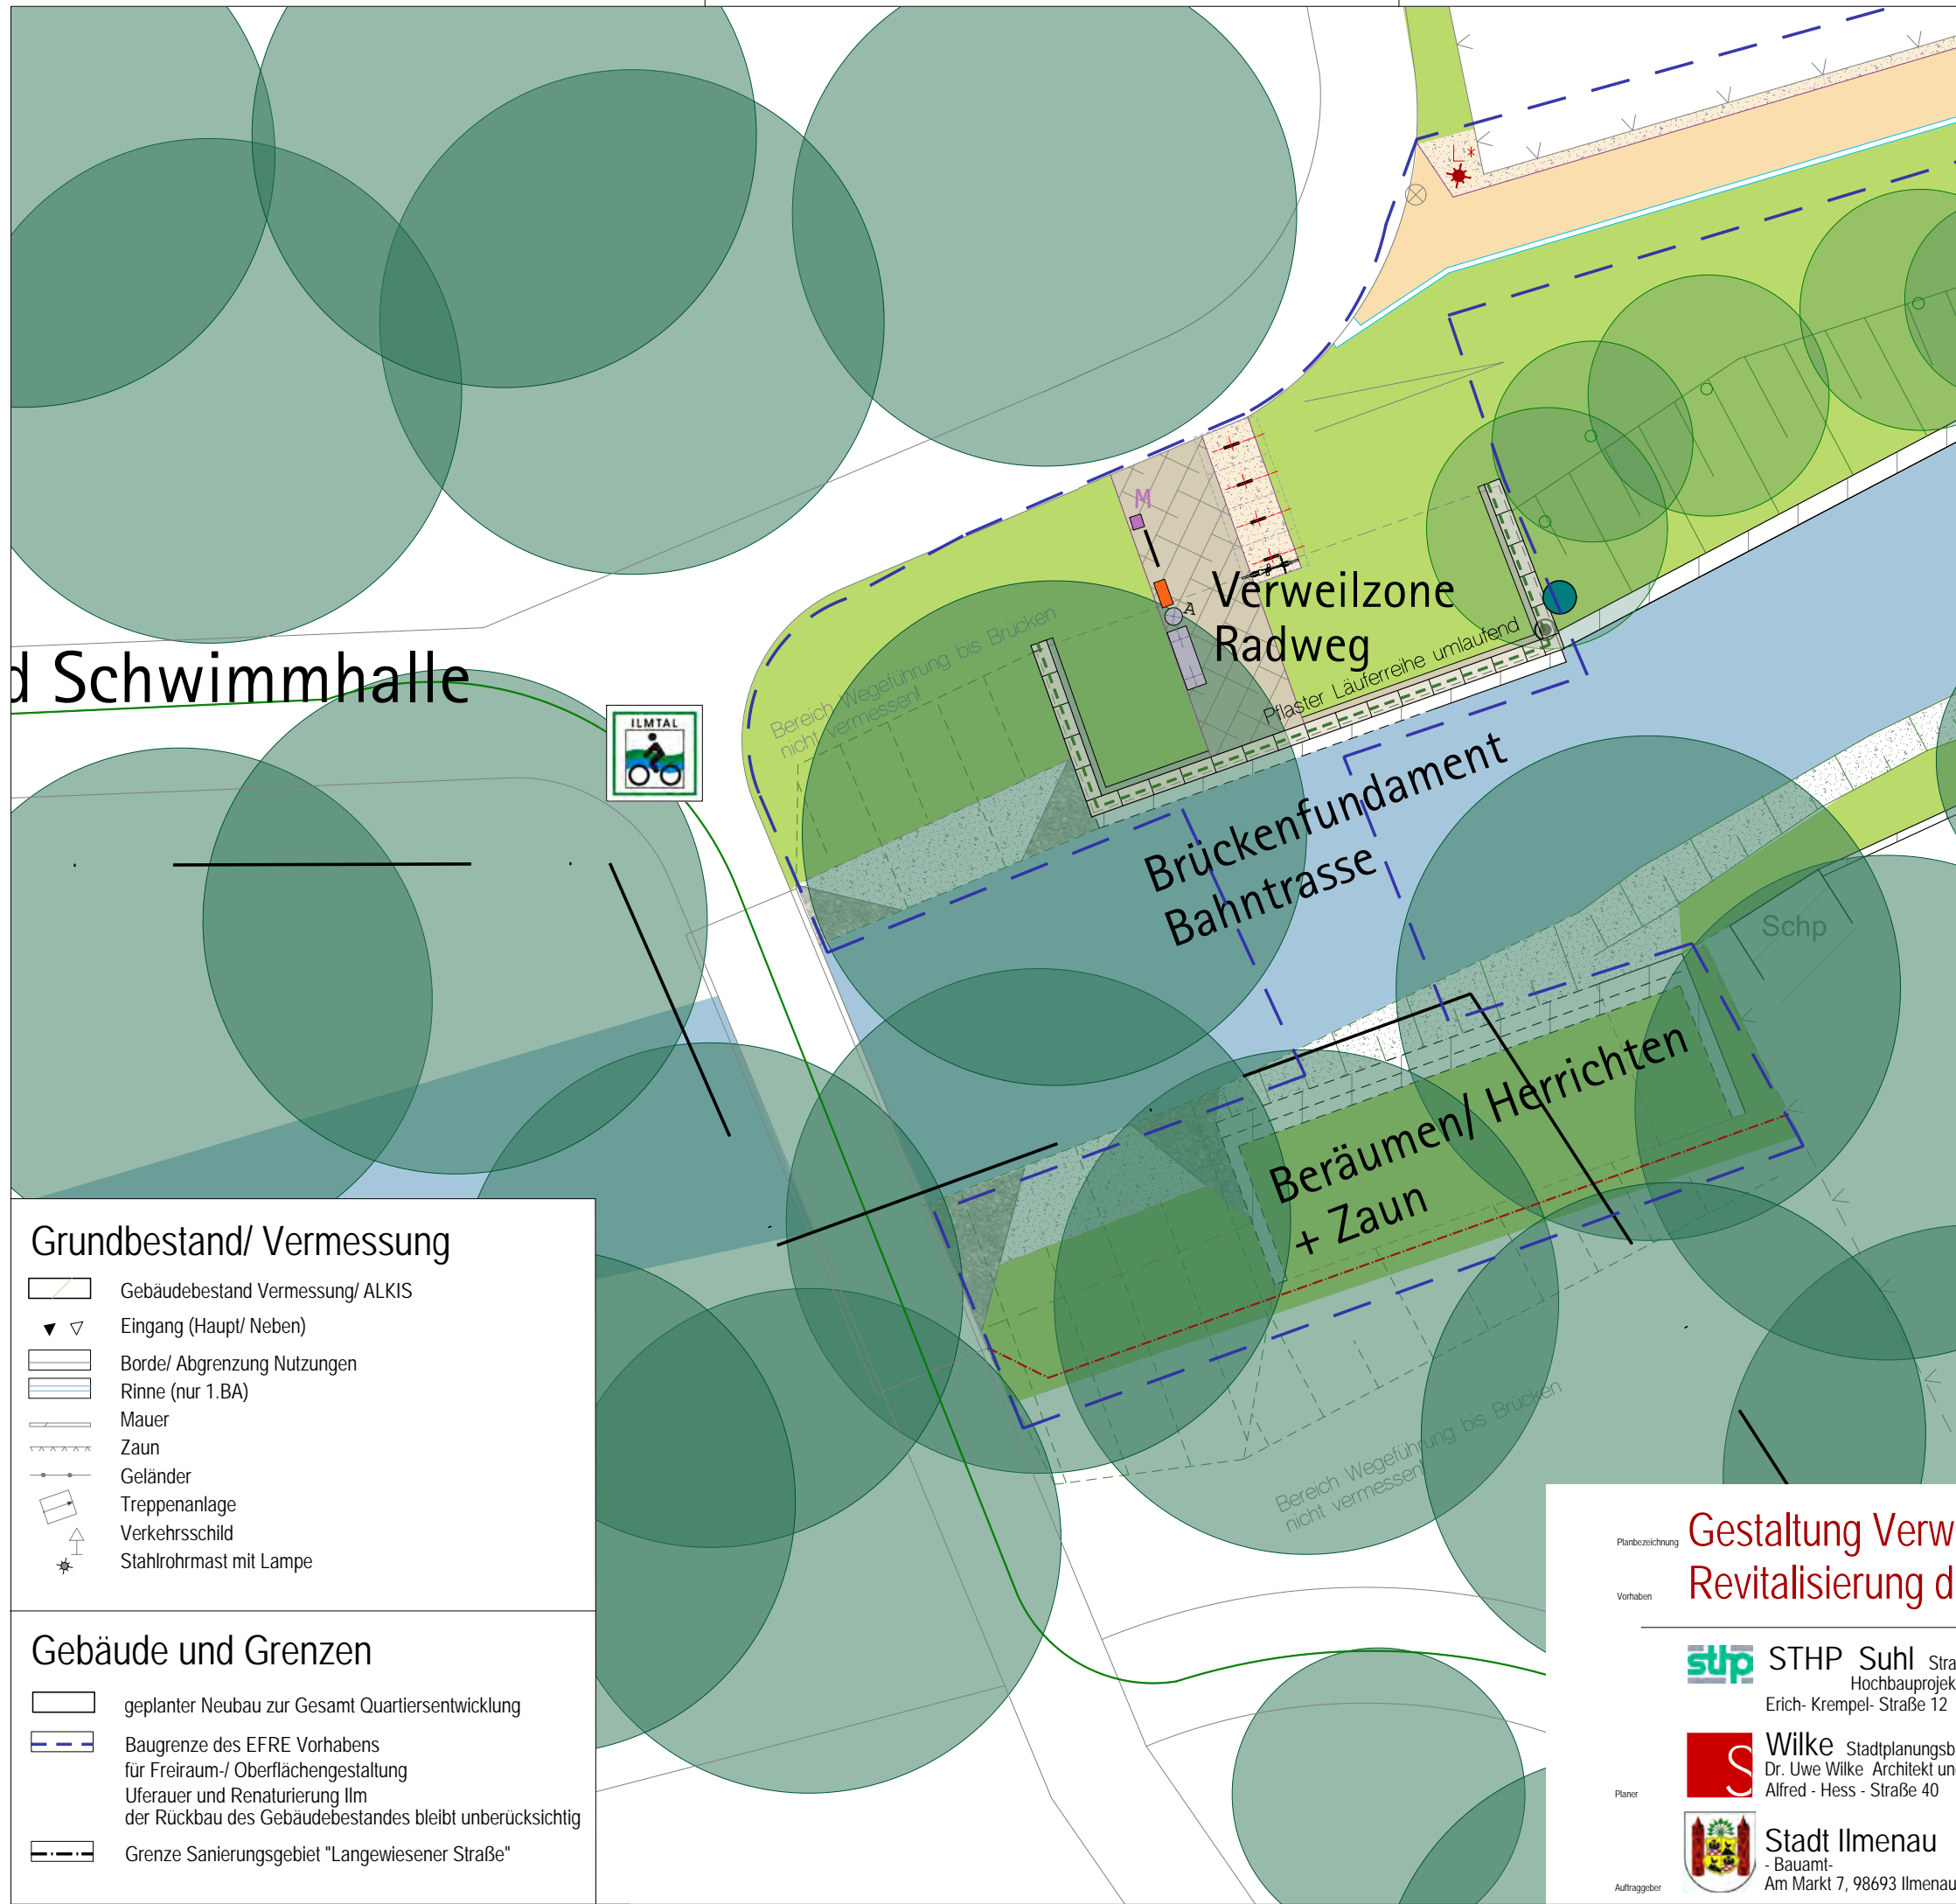 L*
M
A
Verweilzone
Radweg
Pflaster Läuferreihe umlaufend
Bereich Wegeführung bis Brücken
nicht vermessen!
d Schwimmhalle
ILMTAL
Brückenfundament
Bahntrasse
Schp
Beräumen/ Herrichten
+ Zaun
Bereich Wegeführung bis Brücken
nicht vermessen!
Grundbestand/ Vermessung
Gebäudebestand Vermessung/ ALKIS
Eingang (Haupt/ Neben)
Borde/ Abgrenzung Nutzungen
Rinne (nur 1.BA)
Mauer
Zaun
Geländer
Treppenanlage
Verkehrsschild
Stahlrohrmast mit Lampe
Gebäude und Grenzen
geplanter Neubau zur Gesamt Quartiersentwicklung
Baugrenze des EFRE Vorhabens
für Freiraum-/ Oberflächengestaltung
Uferauer und Renaturierung Ilm
der Rückbau des Gebäudebestandes bleibt unberücksichtig
Grenze Sanierungsgebiet "Langewiesener Straße"
Planbezeichnung Gestaltung Verw
Vorhaben Revitalisierung d
sthp STHP Suhl Stra
Hochbauprojek
Erich- Krempel- Straße 12
S Wilke Stadtplanungsb
Dr. Uwe Wilke Architekt un
Planer Alfred - Hess - Straße 40
Stadt Ilmenau
- Bauamt-
Auftraggeber Am Markt 7, 98693 Ilmenau